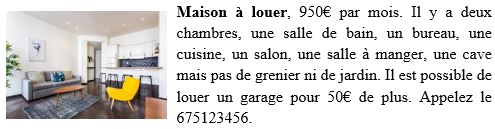 Maison à louer, 950€ par mois. Il y a deux
chambres, une salle de bain, un bureau, une
cuisine, un salon, une salle à manger, une cave
mais pas de grenier ni de jardin. Il est possible de
louer un garage pour 50€ de plus. Appelez le
675123456.